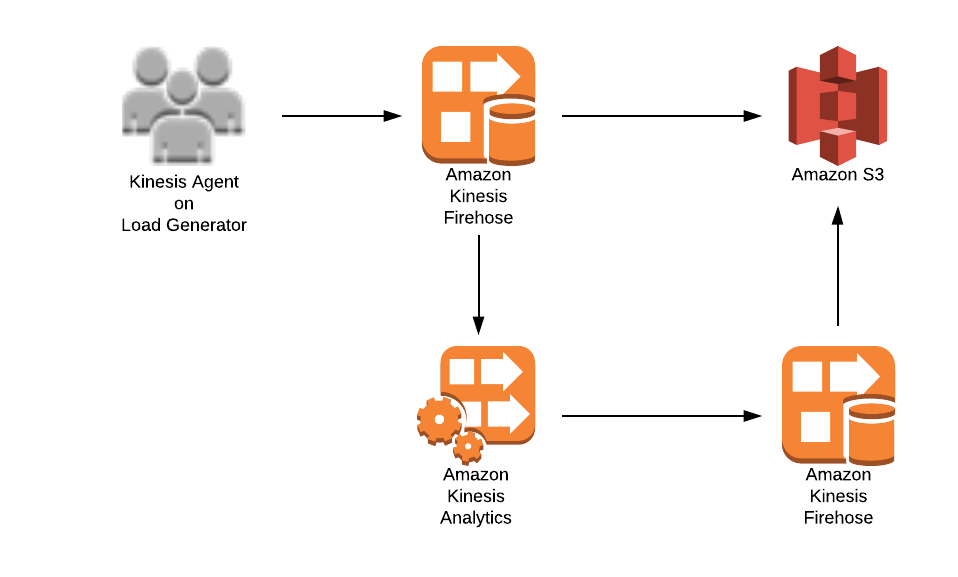 Kinesis Agent
on
Load Generator
Amazon
Kinesis
Firehose
Amazon S3
Amazon
Kinesis
Analytics
Amazon
Kinesis
Firehose